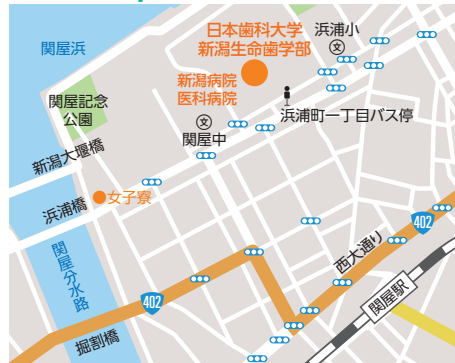 関屋浜
日本歯科大学
新潟生命歯学部
浜浦小
文
新潟病院
医科病院
関屋記念
公園
文
関屋中
浜浦町一丁目バス停
新潟大堰橋
女子寮
浜浦橋
関屋分水路
西大通り
402
関屋駅
402
掘割橋